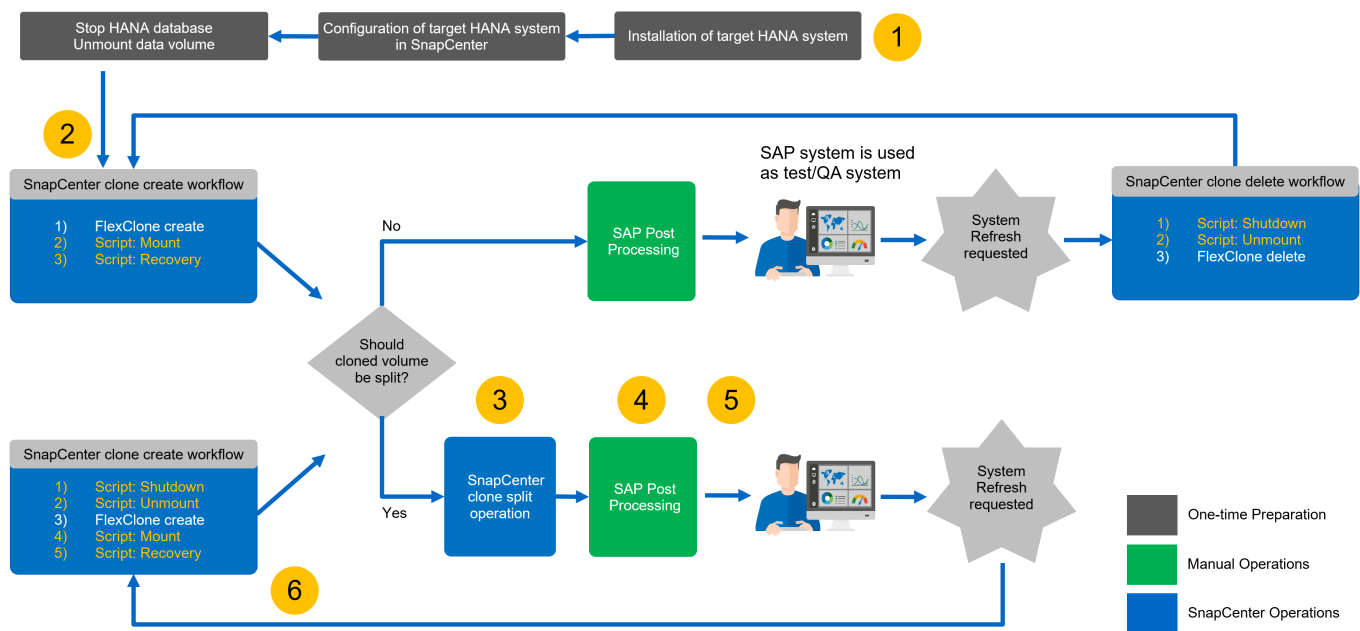 Stop HANA database
Unmount data volume
Configuration of target HANA system
in SnapCenter
Installation of target HANA system
1
2
SnapCenter clone create workflow
1) FlexClone create
2) Script: Mount
3) Script: Recovery
No
SAP Post
Processing
SAP system is used
as test/QA system
System
Refresh
requested
SnapCenter clone delete workflow
1) Script: Shutdown
2) Script: Unmount
3) FlexClone delete
Should
cloned volume
be split?
3
4
5
SnapCenter clone create workflow
1) Script: Shutdown
2) Script: Unmount
3) FlexClone create
4) Script: Mount
5) Script: Recovery
Yes
SnapCenter
clone split
operation
SAP Post
Processing
System
Refresh
requested
6
One-time Preparation
Manual Operations
SnapCenter Operations